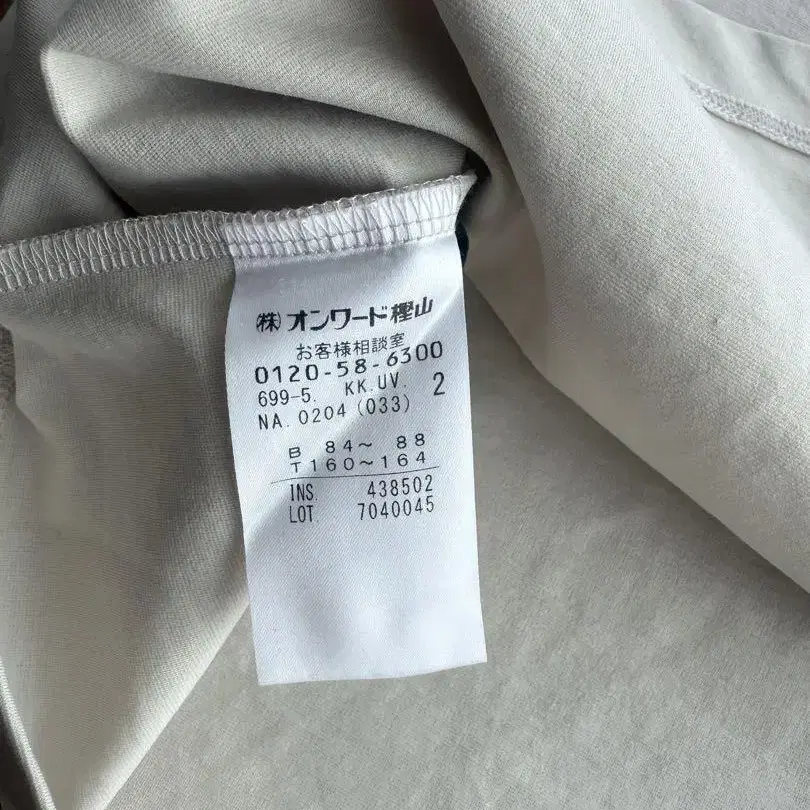 ㈱オンワード樫山
お客様相談室
0120-58-6300
699-5. KK.UV. 2
NA.0204(033)
B 84～ 88
T160～164
INS 438502
LOT 7040045